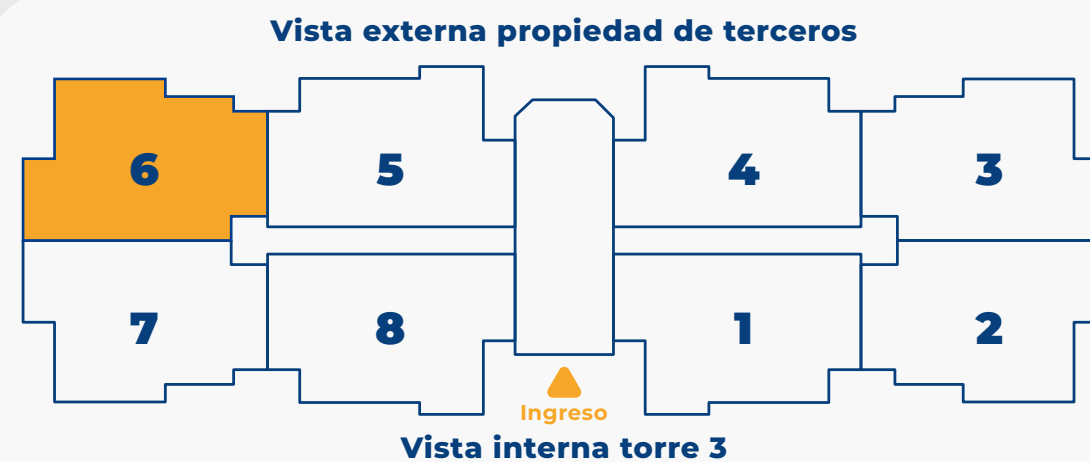 Vista externa propiedad de terceros
6
5
4
3
7
8
1
2
Ingreso
Vista interna torre 3